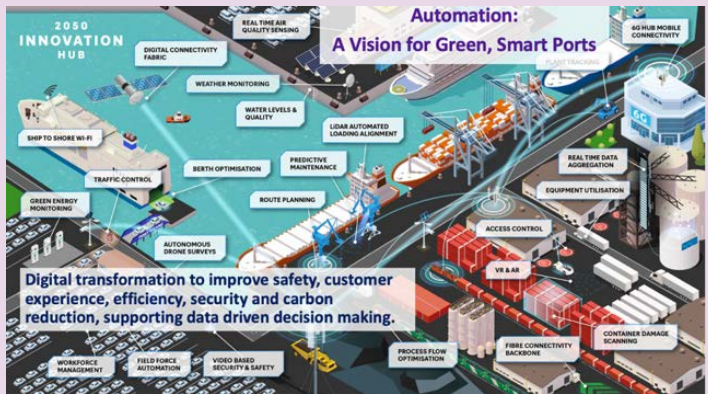 2050
INNOVATION
HUB
REAL TIME AIR
QUALITY SENSING
Automation:
A Vision for Green, Smart Ports
6G HUB MOBILE
CONNECTIVITY
DIGITAL CONNECTIVITY
FABRIC
PLANT TRACKING
WEATHER MONITORING
WATER LEVELS &
QUALITY
6G
LiDAR AUTOMATED
LOADING ALIGNMENT
SHIP TO SHORE WI-FI
PREDICTIVE
MAINTENANCE
REAL TIME DATA
AGGREGATION
BERTH OPTIMISATION
TRAFFIC CONTROL
EQUIPMENT UTILISATION
GREEN ENERGY
MONITORING
ROUTE PLANNING
ACCESS CONTROL
AUTONOMOUS
DRONE SURVEYS
VR & AR
Digital transformation to improve safety, customer
experience, efficiency, security and carbon
reduction, supporting data driven decision making.
CONTAINER DAMAGE
SCANNING
WORKFORCE
MANAGEMENT
FIELD FORCE
AUTOMATION
VIDEO BASED
SECURITY & SAFETY
PROCESS FLOW
OPTIMISATION
FIBRE CONNECTIVITY
BACKBONE